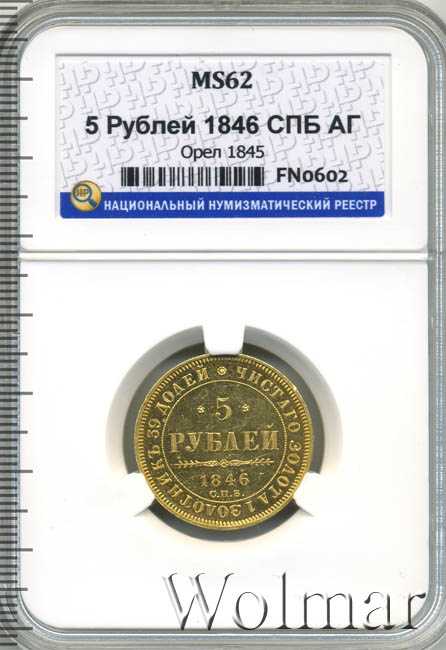 MS62
5 Рублей 1846 СПБ АГ
Орел 1845
FN0602
НАЦИОНАЛЬНЫЙ НУМИЗМАТИЧЕСКИЙ РЕЕСТР
ЧИСТАГО ЗОЛОТА 1 ЗОЛОТНИКЪ 39 ДОЛЕЙ
5
РУБЛЕЙ
1846
С.П.Б.
Wolmar